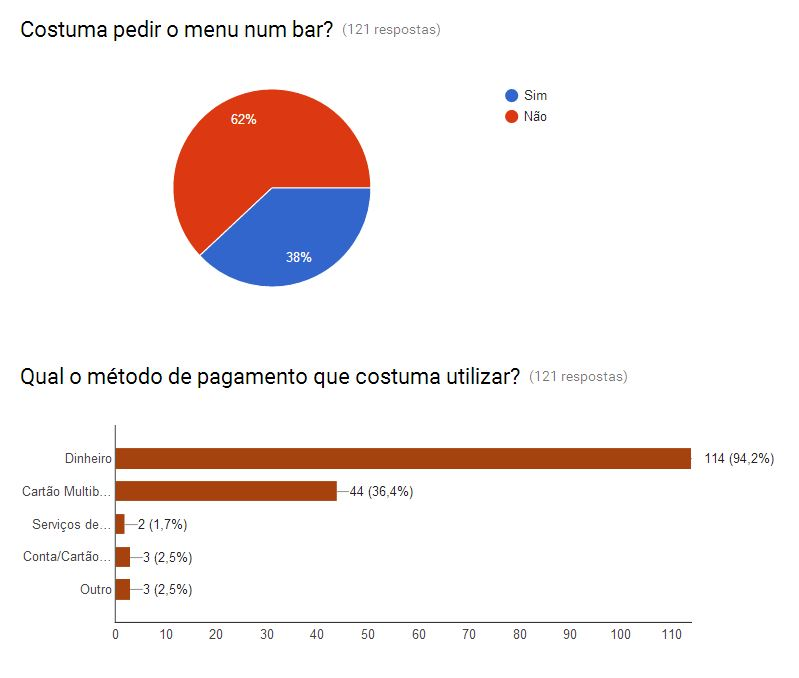 Costuma pedir o menu num bar? (121 respostas)
Sim
Não
62%
38%
Qual o método de pagamento que costuma utilizar? (121 respostas)
Dinheiro 114 (94,2%)
Cartão Multib... 44 (36,4%)
Serviços de... 2 (1,7%)
Conta/Cartão... 3 (2,5%)
Outro 3 (2,5%)
0 10 20 30 40 50 60 70 80 90 100 110